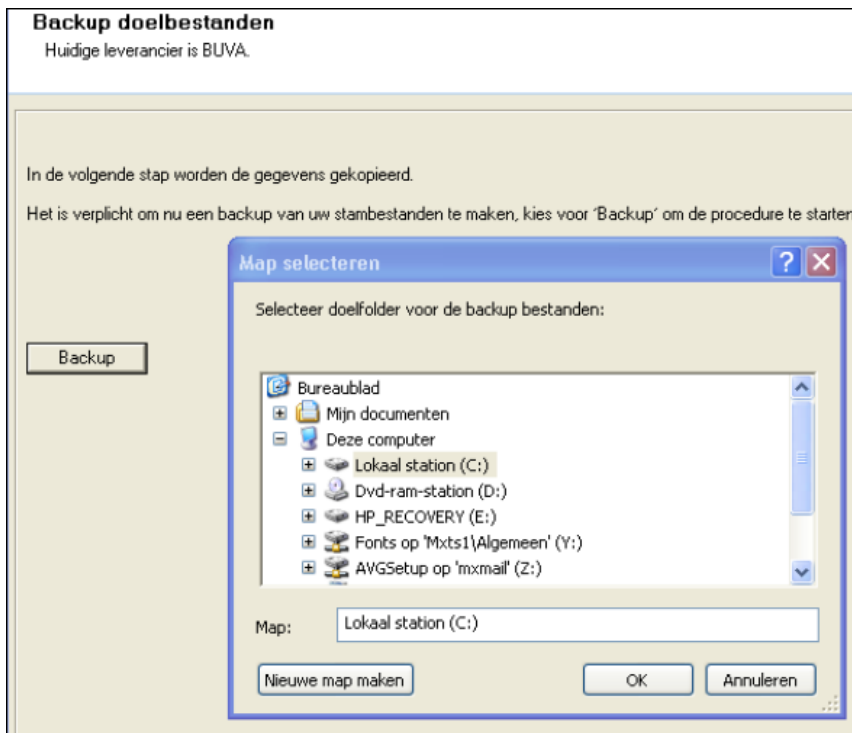 Backup doelbestanden
Huidige leverancier is BUVA.
In de volgende stap worden de gegevens gekopieerd.
Het is verplicht om nu een backup van uw stambestanden te maken, kies voor 'Backup' om de procedure te starten
Backup
Map selecteren
Selecteer doelfolder voor de backup bestanden:
Bureaublad
Mijn documenten
Deze computer
Lokaal station (C:)
Dvd-ram-station (D:)
HP_RECOVERY (E:)
Fonts op 'Mxts1\Algemeen' (Y:)
AVGSetup op 'mxmail' (Z:)
Map: Lokaal station (C:)
Nieuwe map maken OK Annuleren